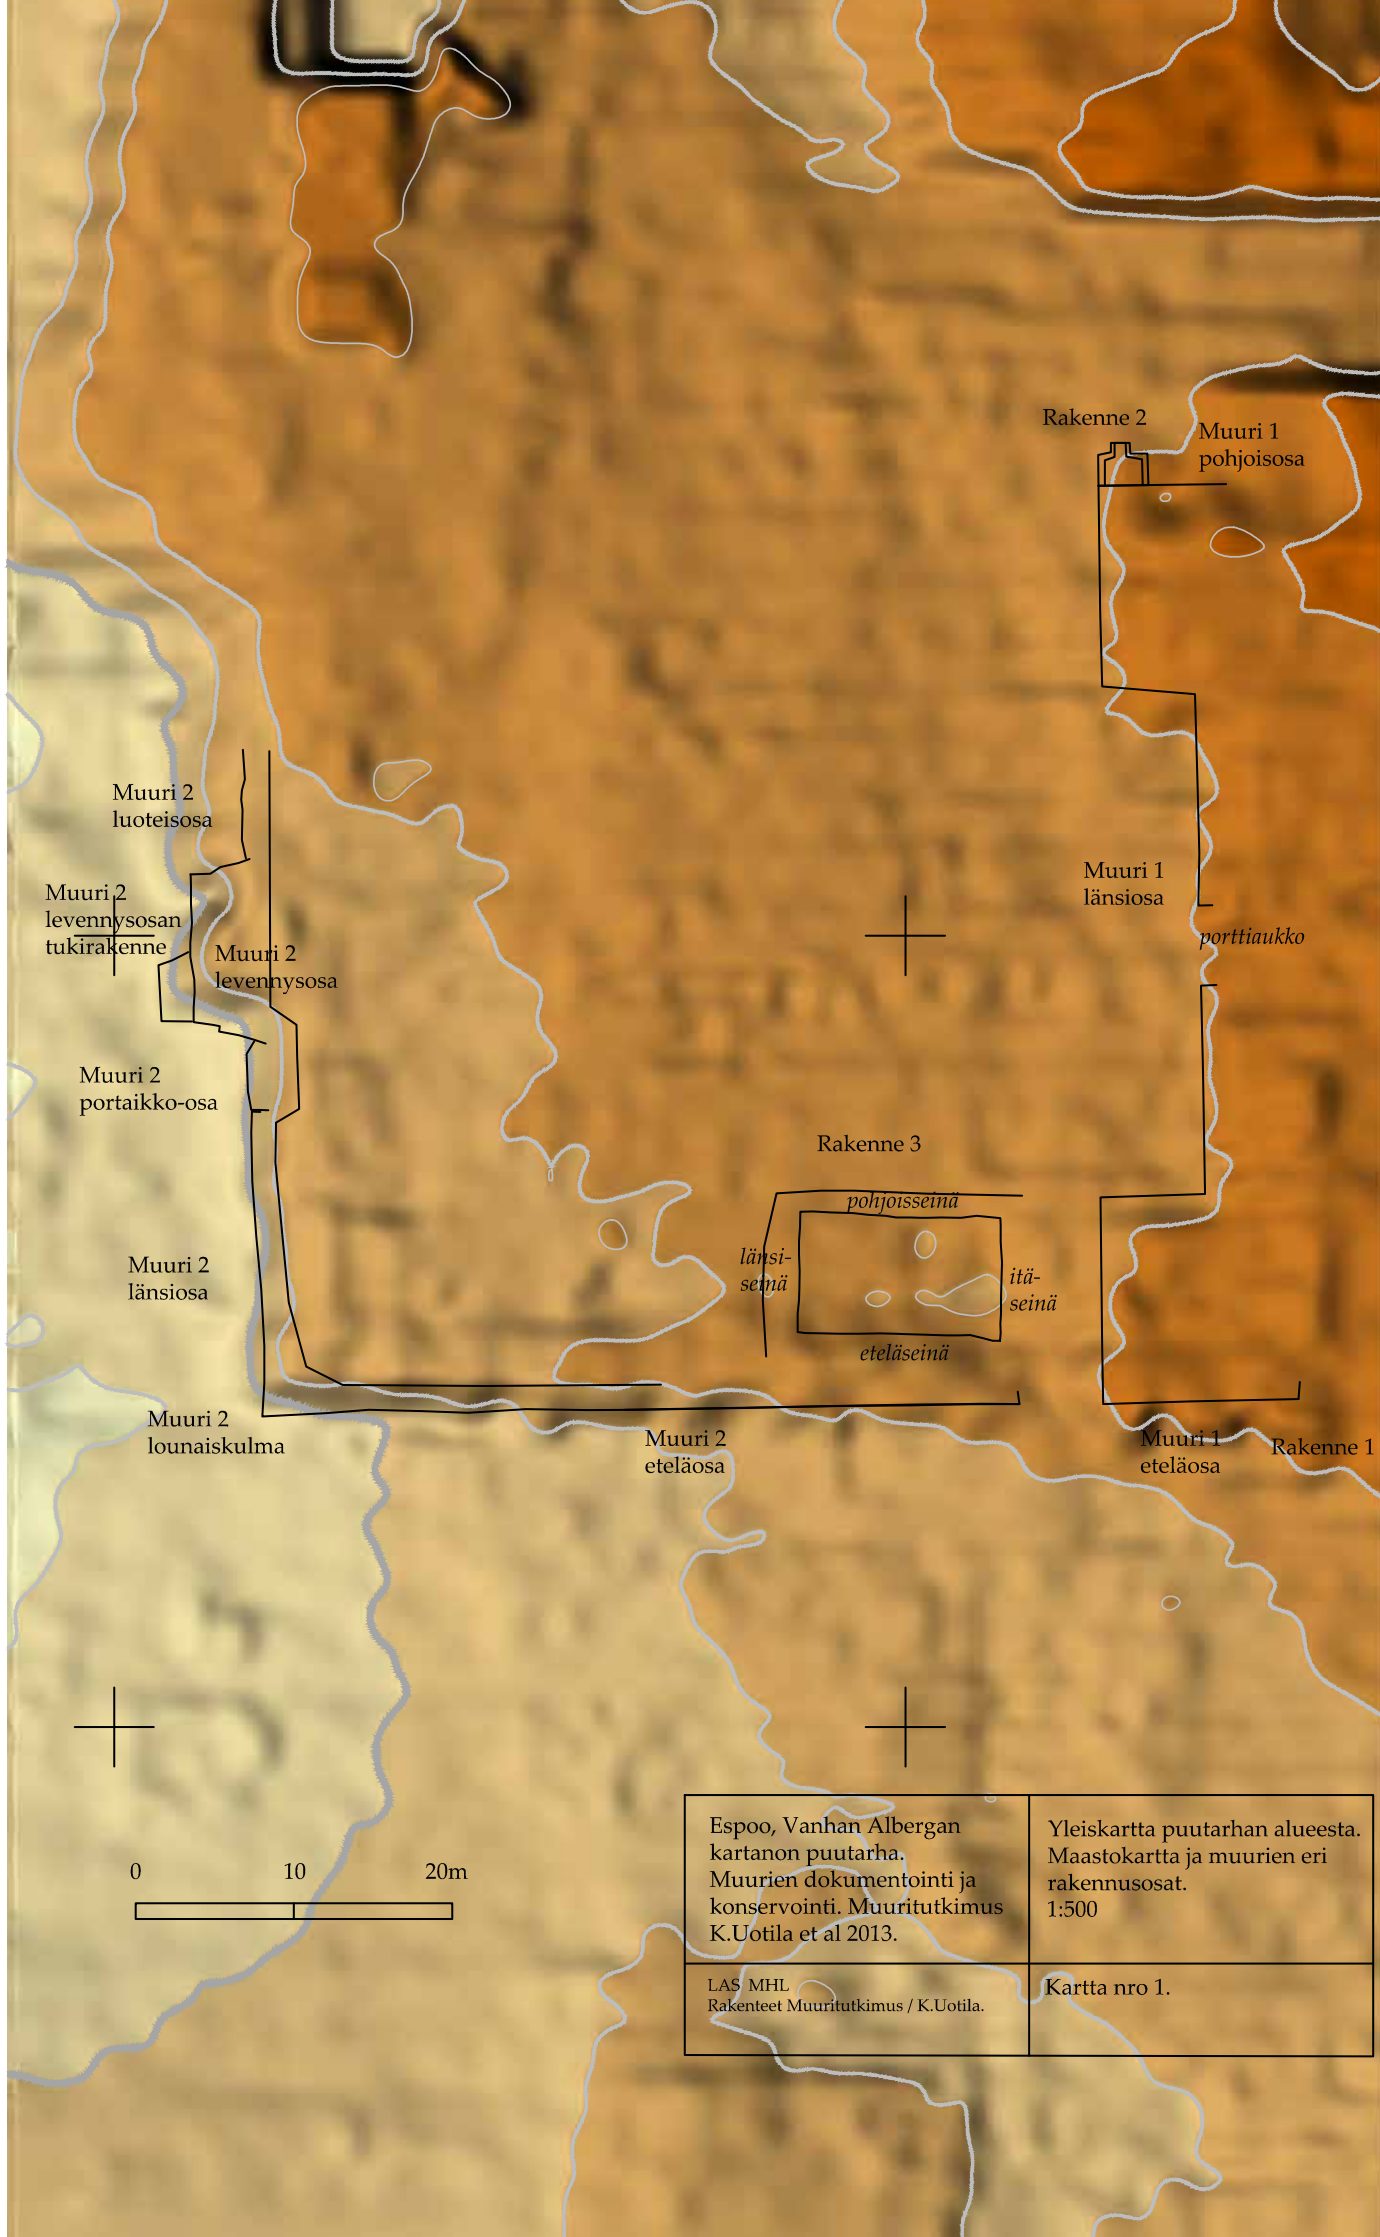 Rakenne 2
Muuri 1
pohjoisosa
Muuri 2
luoteisosa
Muuri 2
levennysosan
tukirakenne
Muuri 2
levennysosa
Muuri 1
länsiosa
porttiaukko
Muuri 2
portaikko-osa
Rakenne 3
pohjoisseinä
länsi-
seinä
itä-
seinä
eteläseinä
Muuri 2
länsiosa
Muuri 2
lounaiskulma
Muuri 2
eteläosa
Muuri 1
eteläosa
Rakenne 1
0 10 20m
Espoo, Vanhan Albergan
kartanon puutarha.
Muurien dokumentointi ja
konservointi. Muuritutkimus
K.Uotila et al 2013.
Yleiskartta puutarhan alueesta.
Maastokartta ja muurien eri
rakennusosat.
1:500
LAS MHL
Rakenteet Muuritutkimus / K.Uotila.
Kartta nro 1.